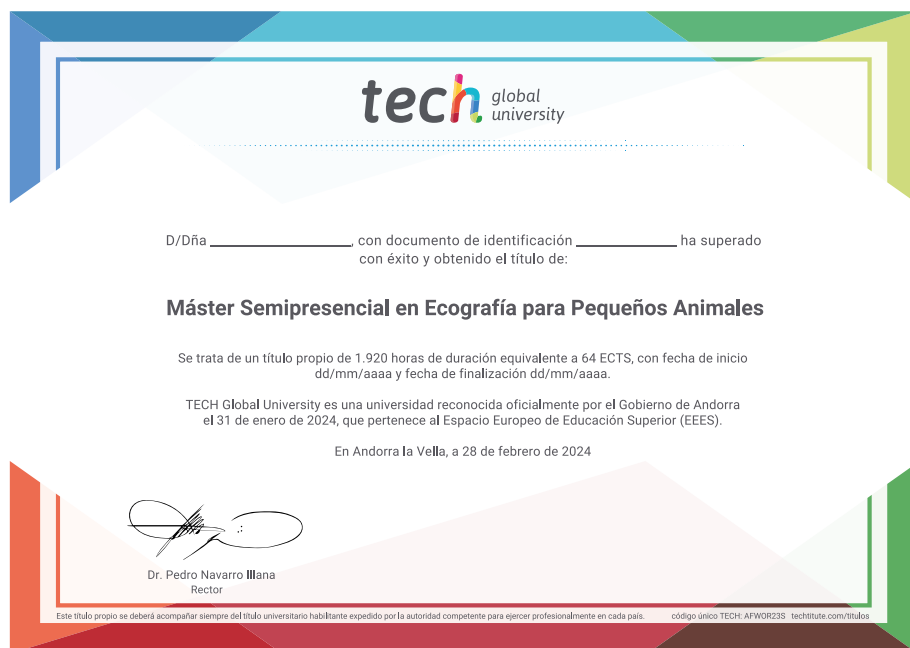 tech global university
D/Dña ______________, con documento de identificación __________ ha superado
con éxito y obtenido el título de:
Máster Semipresencial en Ecografía para Pequeños Animales
Se trata de un título propio de 1.920 horas de duración equivalente a 64 ECTS, con fecha de inicio
dd/mm/aaaa y fecha de finalización dd/mm/aaaa.
TECH Global University es una universidad reconocida oficialmente por el Gobierno de Andorra
el 31 de enero de 2024, que pertenece al Espacio Europeo de Educación Superior (EEES).
En Andorra la Vella, a 28 de febrero de 2024
Dr. Pedro Navarro Illana
Rector
Este título propio se deberá acompañar siempre del título universitario habilitante expedido por la autoridad competente para ejercer profesionalmente en cada país. código único TECH: AFWOR23S techtitute.com/titulos